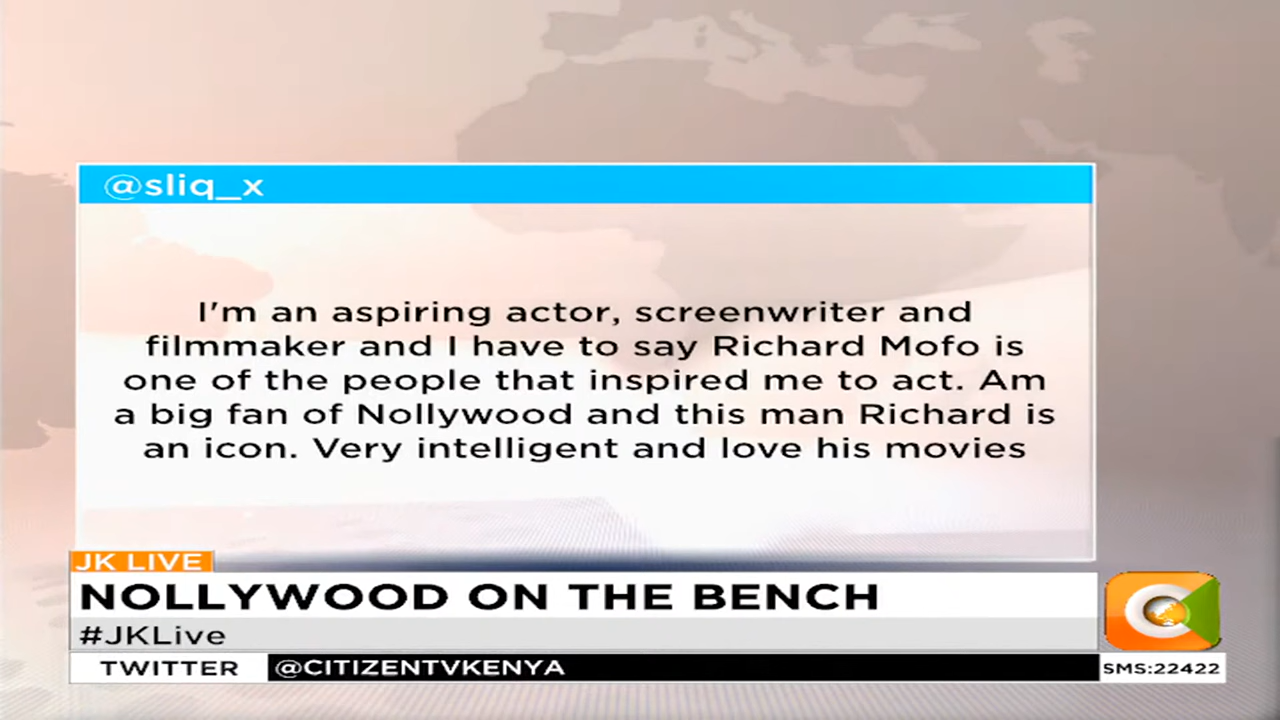 @sliq_x
I'm an aspiring actor, screenwriter and
filmmaker and I have to say Richard Mofo is
one of the people that inspired me to act. Am
a big fan of Nollywood and this man Richard is
an icon. Very intelligent and love his movies
JK LIVE
NOLLYWOOD ON THE BENCH
#JKLive
TWITTER @CITIZENTVKENYA SMS:22422